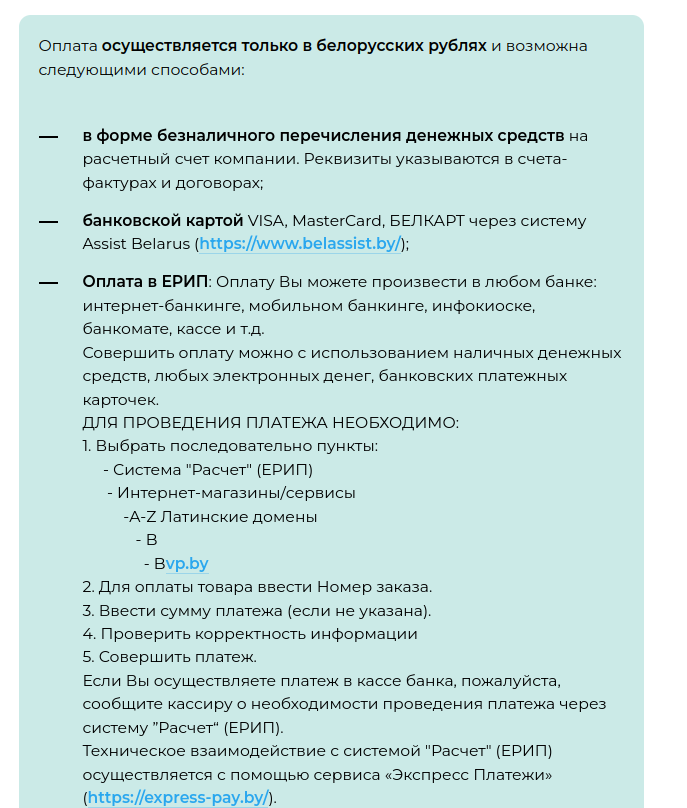 Оплата осуществляется только в белорусских рублях и возможна
следующими способами:
— в форме безналичного перечисления денежных средств на
расчетный счет компании. Реквизиты указываются в счета-
фактурах и договорах;
— банковской картой VISA, MasterCard, БЕЛКАРТ через систему
Assist Belarus (https://www.belassist.by/);
— Оплата в ЕРИП: Оплату Вы можете произвести в любом банке:
интернет-банкинге, мобильном банкинге, инфокиоске,
банкомате, кассе и т.д.
Совершить оплату можно с использованием наличных денежных
средств, любых электронных денег, банковских платежных
карточек.
ДЛЯ ПРОВЕДЕНИЯ ПЛАТЕЖА НЕОБХОДИМО:
1. Выбрать последовательно пункты:
- Система "Расчет" (ЕРИП)
- Интернет-магазины/сервисы
-A-Z Латинские домены
- B
- Bvp.by
2. Для оплаты товара ввести Номер заказа.
3. Ввести сумму платежа (если не указана).
4. Проверить корректность информации
5. Совершить платеж.
Если Вы осуществляете платеж в кассе банка, пожалуйста,
сообщите кассиру о необходимости проведения платежа через
систему ”Расчет“ (ЕРИП).
Техническое взаимодействие с системой "Расчет" (ЕРИП)
осуществляется с помощью сервиса «Экспресс Платежи»
(https://express-pay.by/).